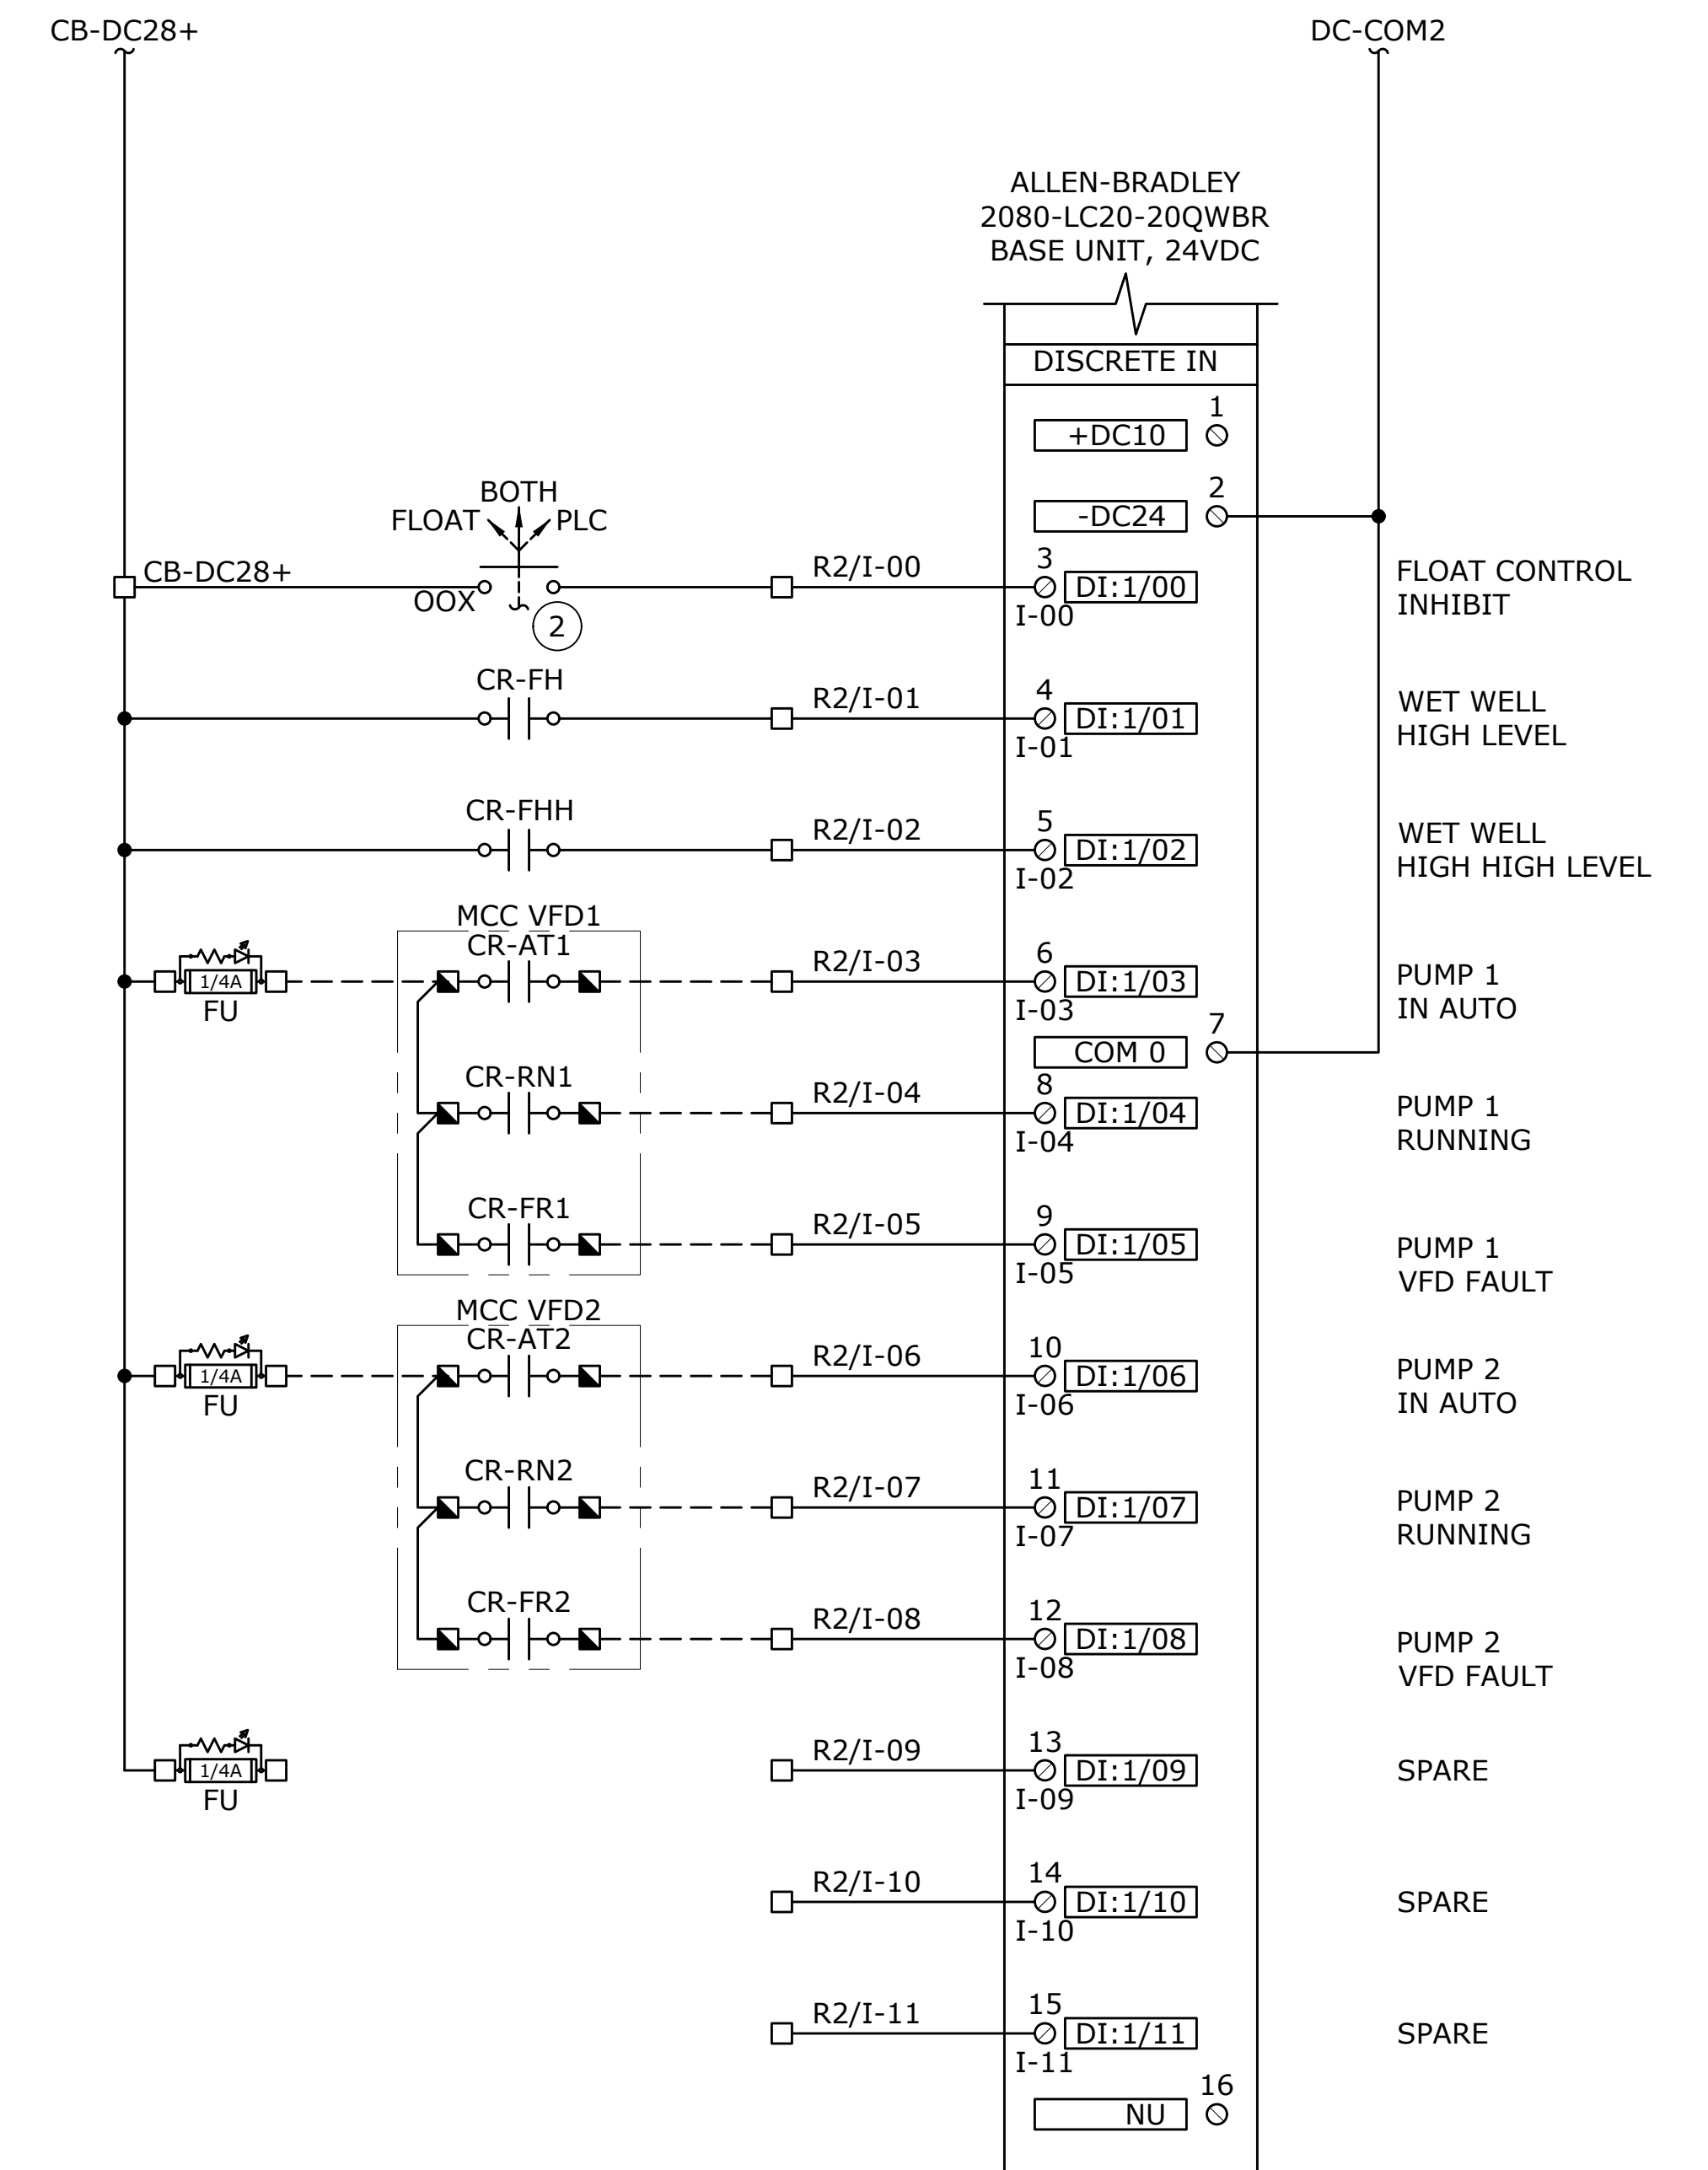 CB-DC28+
DC-COM2
ALLEN-BRADLEY
2080-LC20-20QWBR
BASE UNIT, 24VDC
DISCRETE IN
1
+DC10
2
-DC24
BOTH
FLOAT
PLC
CB-DC28+
OOX
2
R2/I-00
3
DI:1/00
I-00
FLOAT CONTROL
INHIBIT
CR-FH
R2/I-01
4
DI:1/01
I-01
WET WELL
HIGH LEVEL
CR-FHH
R2/I-02
5
DI:1/02
I-02
WET WELL
HIGH HIGH LEVEL
1/4A
FU
MCC VFD1
CR-AT1
R2/I-03
6
DI:1/03
I-03
PUMP 1
IN AUTO
7
COM 0
CR-RN1
R2/I-04
8
DI:1/04
I-04
PUMP 1
RUNNING
CR-FR1
R2/I-05
9
DI:1/05
I-05
PUMP 1
VFD FAULT
1/4A
FU
MCC VFD2
CR-AT2
R2/I-06
10
DI:1/06
I-06
PUMP 2
IN AUTO
CR-RN2
R2/I-07
11
DI:1/07
I-07
PUMP 2
RUNNING
CR-FR2
R2/I-08
12
DI:1/08
I-08
PUMP 2
VFD FAULT
1/4A
FU
R2/I-09
13
DI:1/09
I-09
SPARE
R2/I-10
14
DI:1/10
I-10
SPARE
R2/I-11
15
DI:1/11
I-11
SPARE
16
NU